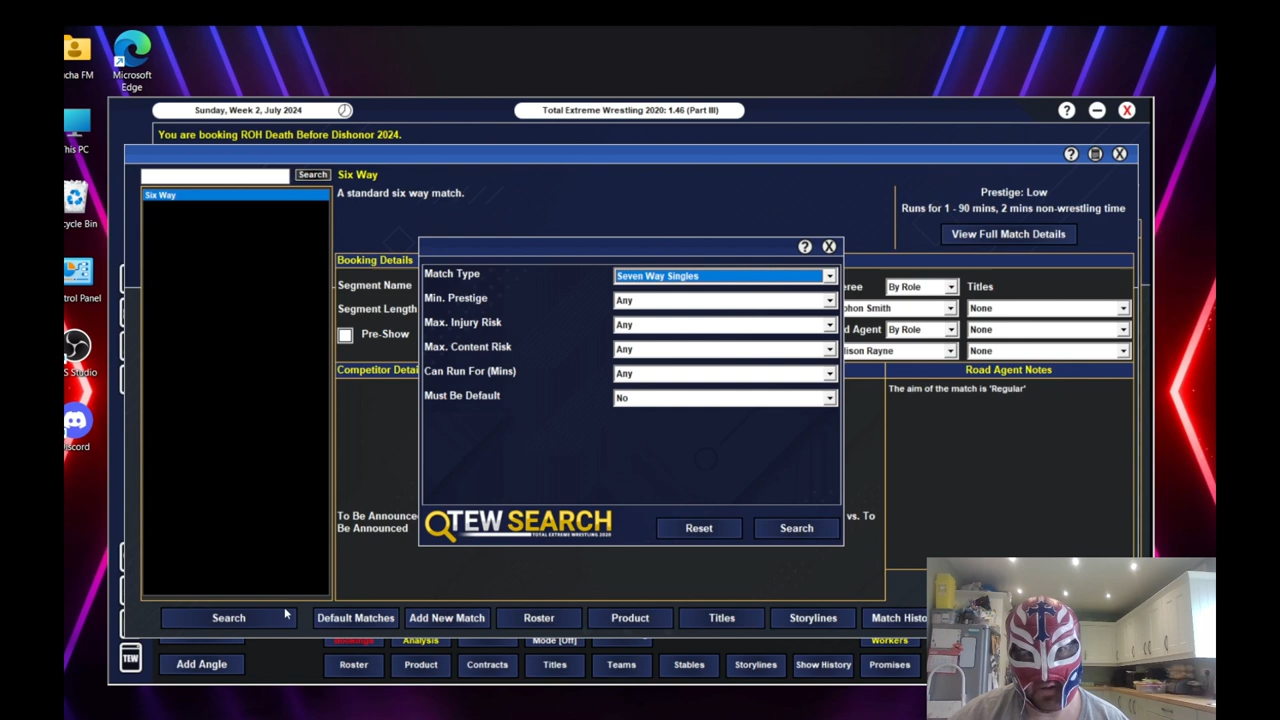 cha FM
Microsoft
Edge
his PC
cycle Bin
trol Panel
S Studio
iscord
Sunday, Week 2, July 2024
Total Extreme Wrestling 2020: 1.46 (Part III)
? X
You are booking ROH Death Before Dishonor 2024.
? X
Search
Six Way
Six Way
A standard six way match.
Prestige: Low
Runs for 1 - 90 mins, 2 mins non-wrestling time
View Full Match Details
Booking Details
Segment Name
Segment Length
Pre-Show
Competitor Detai
To Be Announce
Be Announced
? X
Match Type
Seven Way Singles
Min. Prestige
Any
Max. Injury Risk
Any
Max. Content Risk
Any
Can Run For (Mins)
Any
Must Be Default
No
TEW SEARCH
TOTAL EXTREME WRESTLING 2020
Reset
Search
eree
By Role
Titles
phon Smith
None
d Agent
By Role
None
lison Rayne
None
Road Agent Notes
The aim of the match is 'Regular'
vs. To
Search
Default Matches
Add New Match
Roster
Product
Titles
Storylines
Match Histo
Bookings
Analysis
Mode [Off]
Workers
TEW
Add Angle
Roster
Product
Contracts
Titles
Teams
Stables
Storylines
Show History
Promises